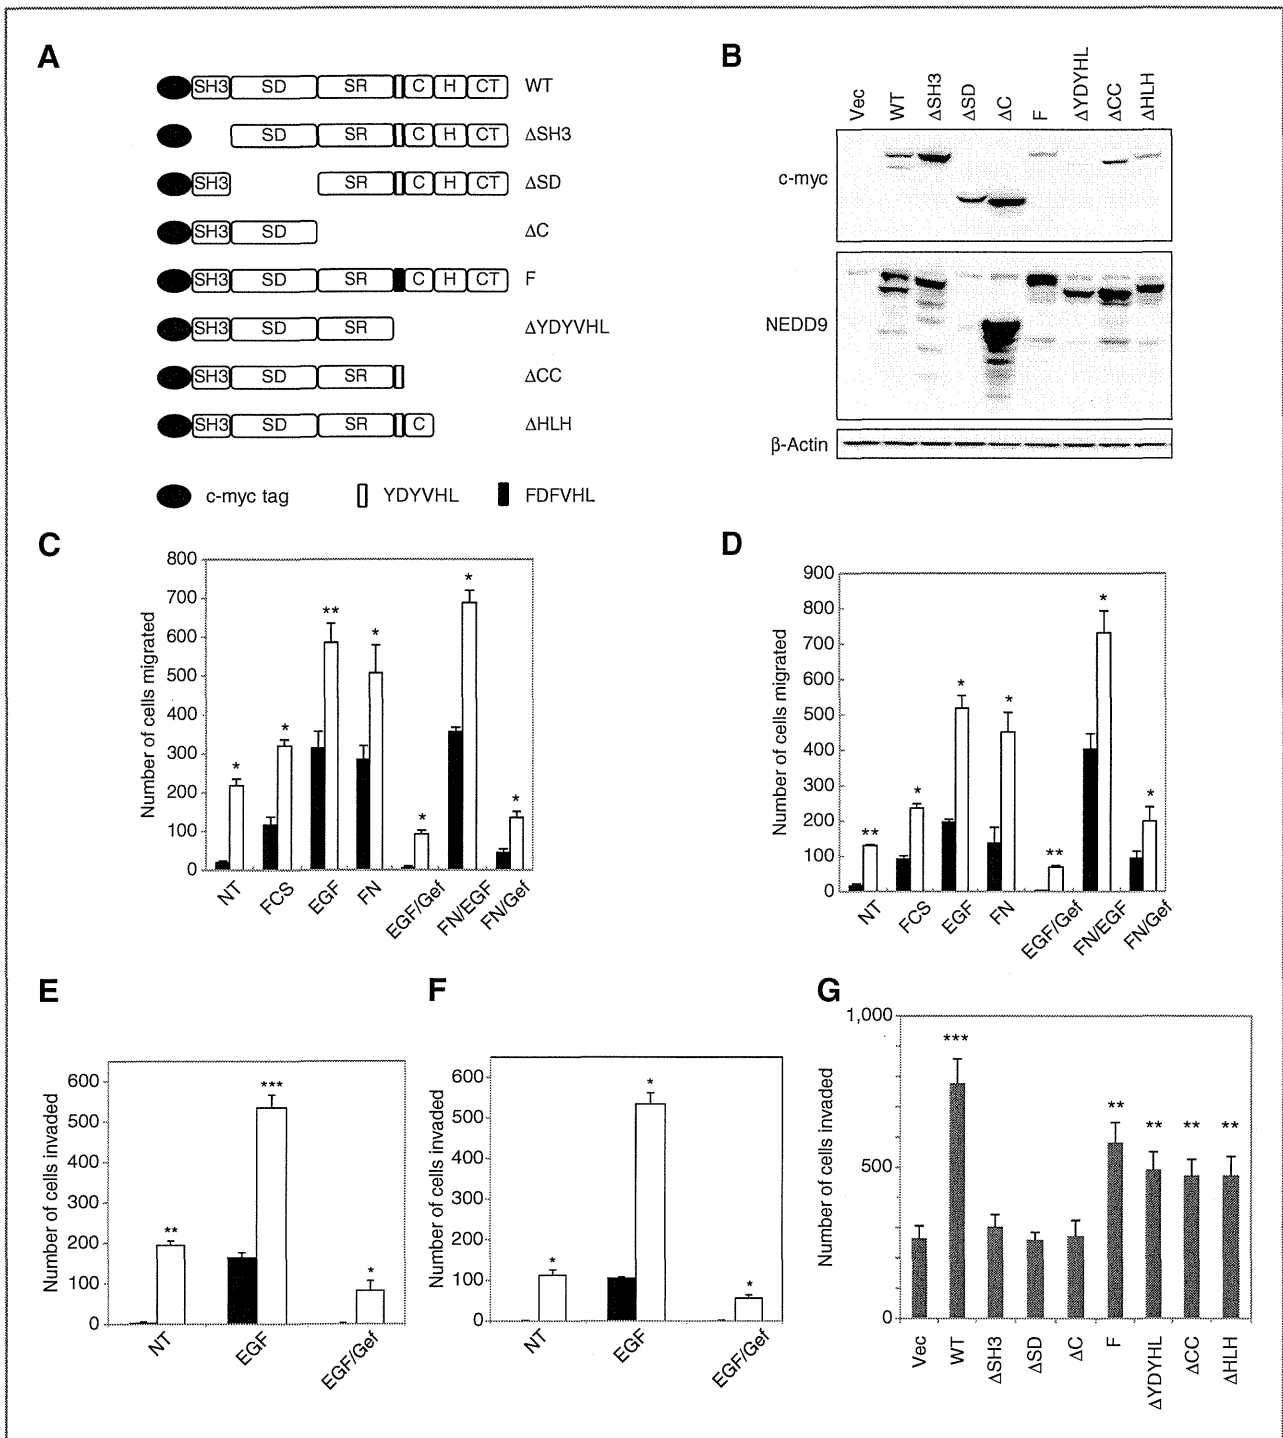 A
SH3 SD SR C H CT WT
SD SR C H CT ΔSH3
SH3 SR C H CT ΔSD
SH3 SD ΔC
SH3 SD SR C H CT F
SH3 SD SR ΔYDYVHL
SH3 SD SR ΔCC
SH3 SD SR C ΔHLH
c-myc tag YDYVHL FDFVHL
B
Vec WT ΔSH3 ΔSD ΔC F ΔYDYHL ΔCC ΔHLH
c-myc
NEDD9
β-Actin
C
Number of cells migrated
800
700
600
500
400
300
200
100
0
* * ** * * * *
NT FCS EGF FN EGF/Gef FN/EGF FN/Gef
D
Number of cells migrated
900
800
700
600
500
400
300
200
100
0
** * * * ** * *
NT FCS EGF FN EGF/Gef FN/EGF FN/Gef
E
Number of cells invaded
600
500
400
300
200
100
0
** *** *
NT EGF EGF/Gef
F
Number of cells invaded
600
500
400
300
200
100
0
* * *
NT EGF EGF/Gef
G
Number of cells invaded
1,000
500
0
*** ** ** ** **
Vec WT ΔSH3 ΔSD ΔC F ΔYDYHL ΔCC ΔHLH